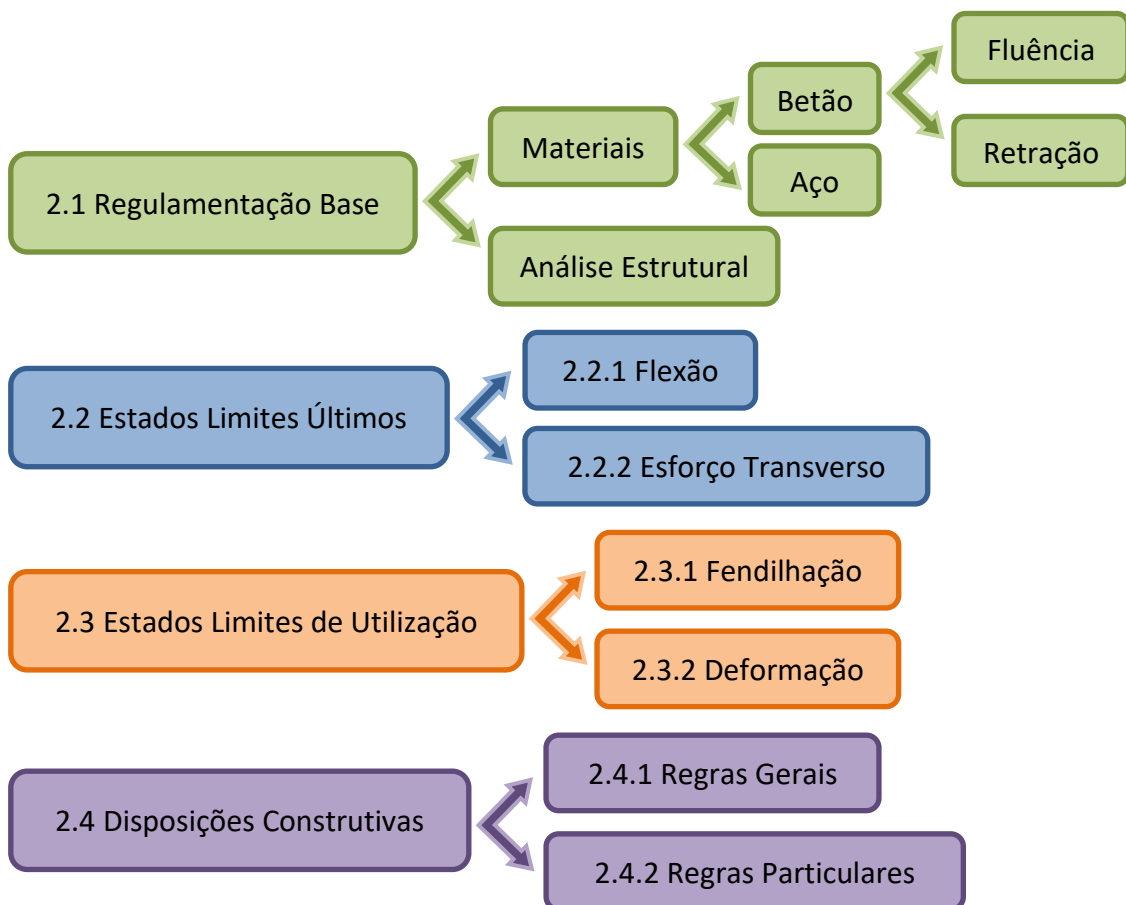 2.1 Regulamentação Base
Materiais
Betão
Fluência
Retração
Aço
Análise Estrutural
2.2 Estados Limites Últimos
2.2.1 Flexão
2.2.2 Esforço Transverso
2.3 Estados Limites de Utilização
2.3.1 Fendilhação
2.3.2 Deformação
2.4 Disposições Construtivas
2.4.1 Regras Gerais
2.4.2 Regras Particulares